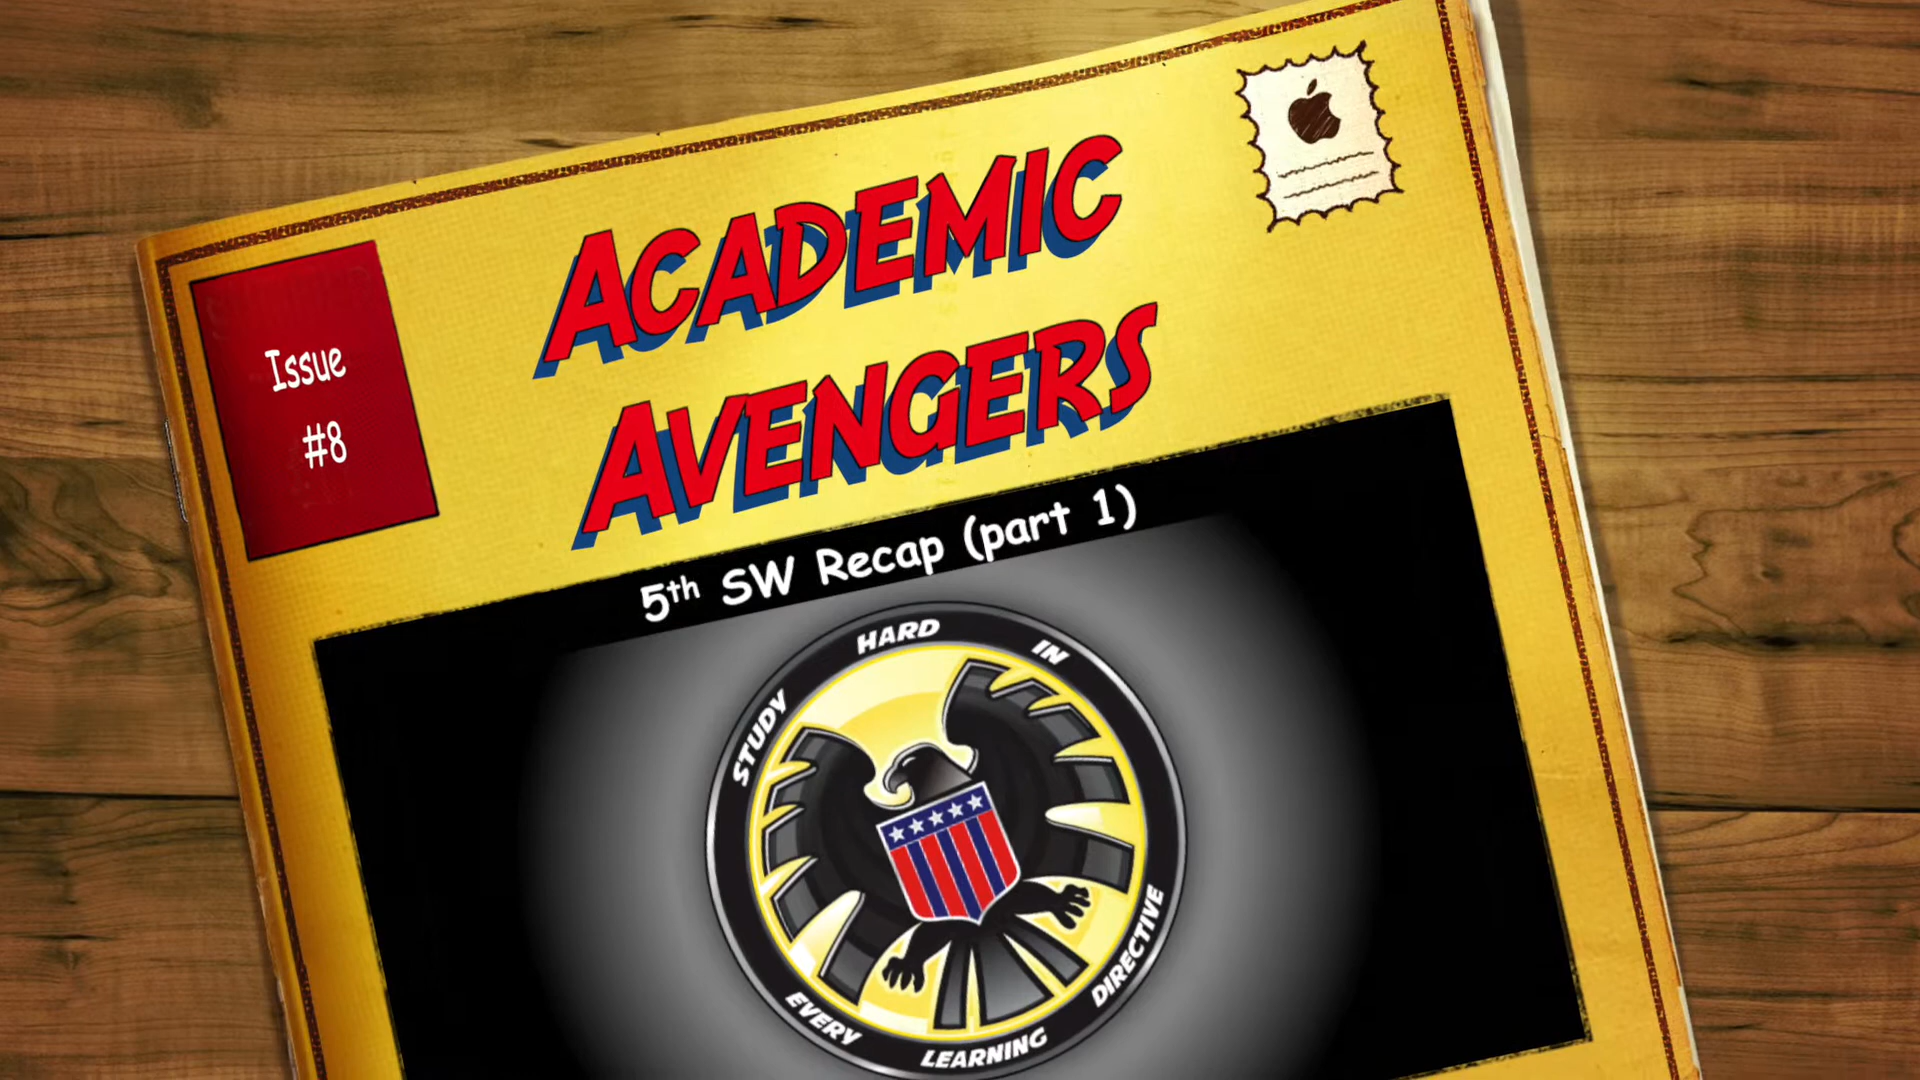 Issue
#8
ACADEMIC
AVENGERS
5th SW Recap (part 1)
STUDY HARD IN
EVERY LEARNING DIRECTIVE